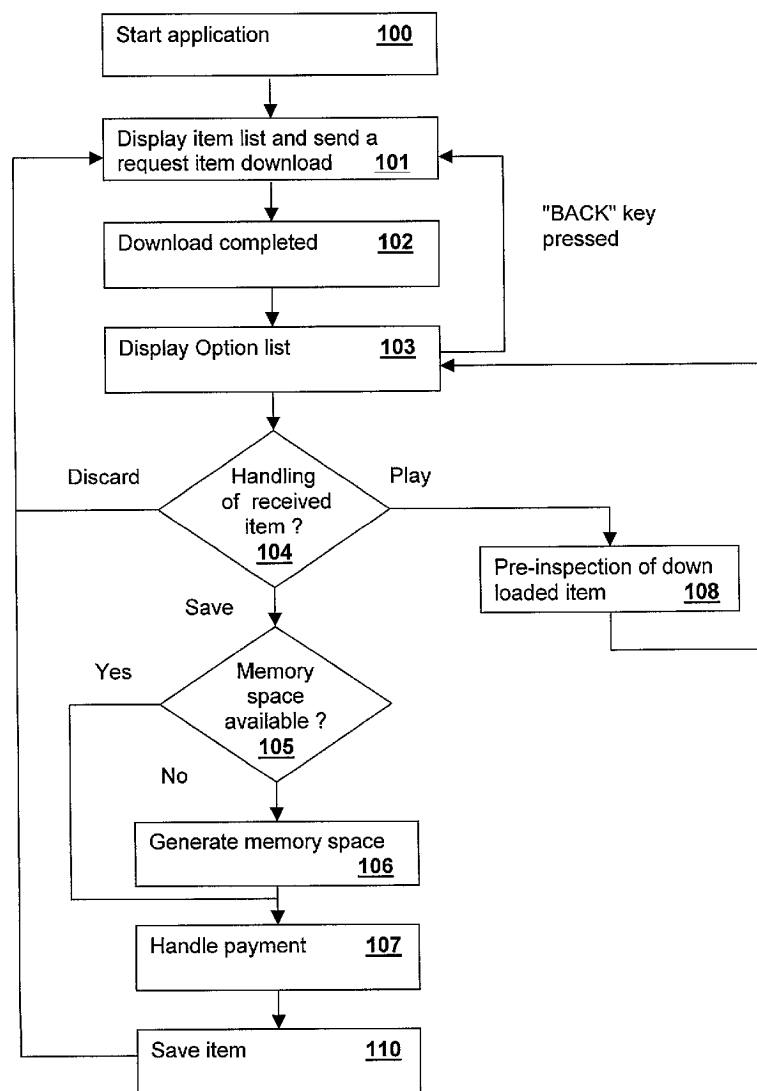 Start application 100
Display item list and send a
request item download 101
"BACK" key
pressed
Download completed 102
Display Option list 103
Discard
Handling
of received
item ?
104
Play
Pre-inspection of down
loaded item 108
Save
Yes
Memory
space
available ?
105
No
Generate memory space
106
Handle payment 107
Save item 110